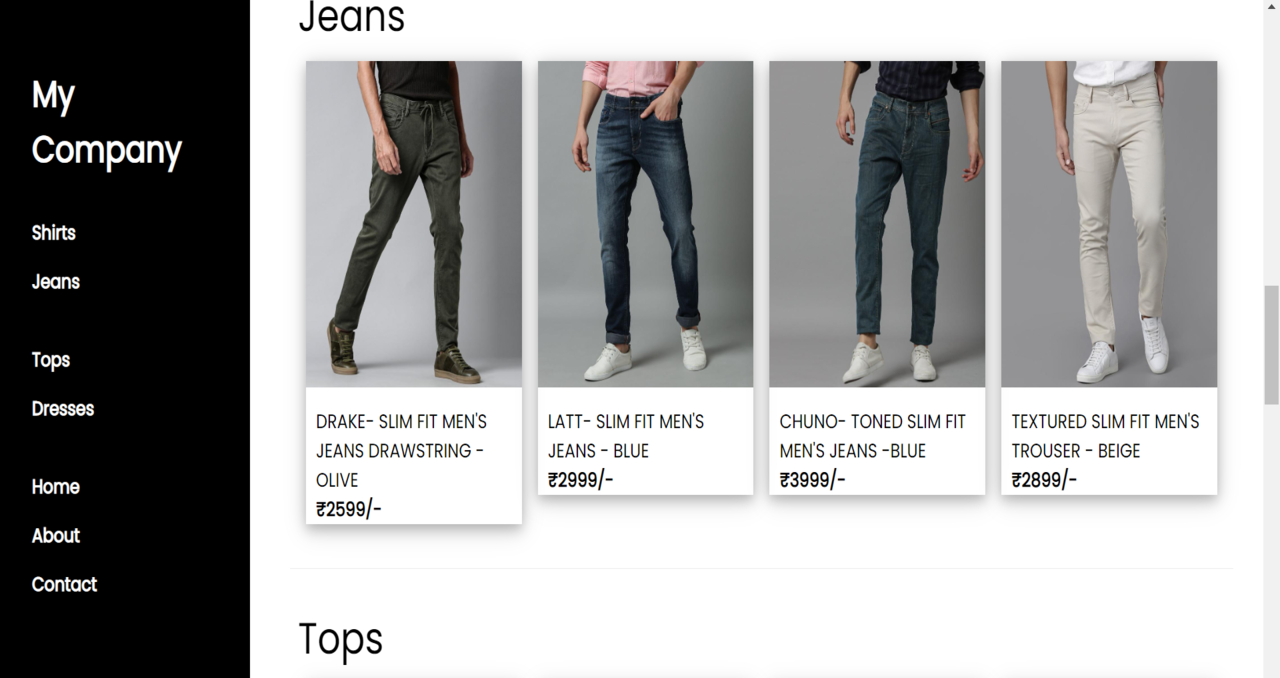 My
Company
Shirts
Jeans
Tops
Dresses
Home
About
Contact
Jeans
DRAKE- SLIM FIT MEN'S
JEANS DRAWSTRING -
OLIVE
₹2599/-
LATT- SLIM FIT MEN'S
JEANS - BLUE
₹2999/-
CHUNO- TONED SLIM FIT
MEN'S JEANS -BLUE
₹3999/-
TEXTURED SLIM FIT MEN'S
TROUSER - BEIGE
₹2899/-
Tops